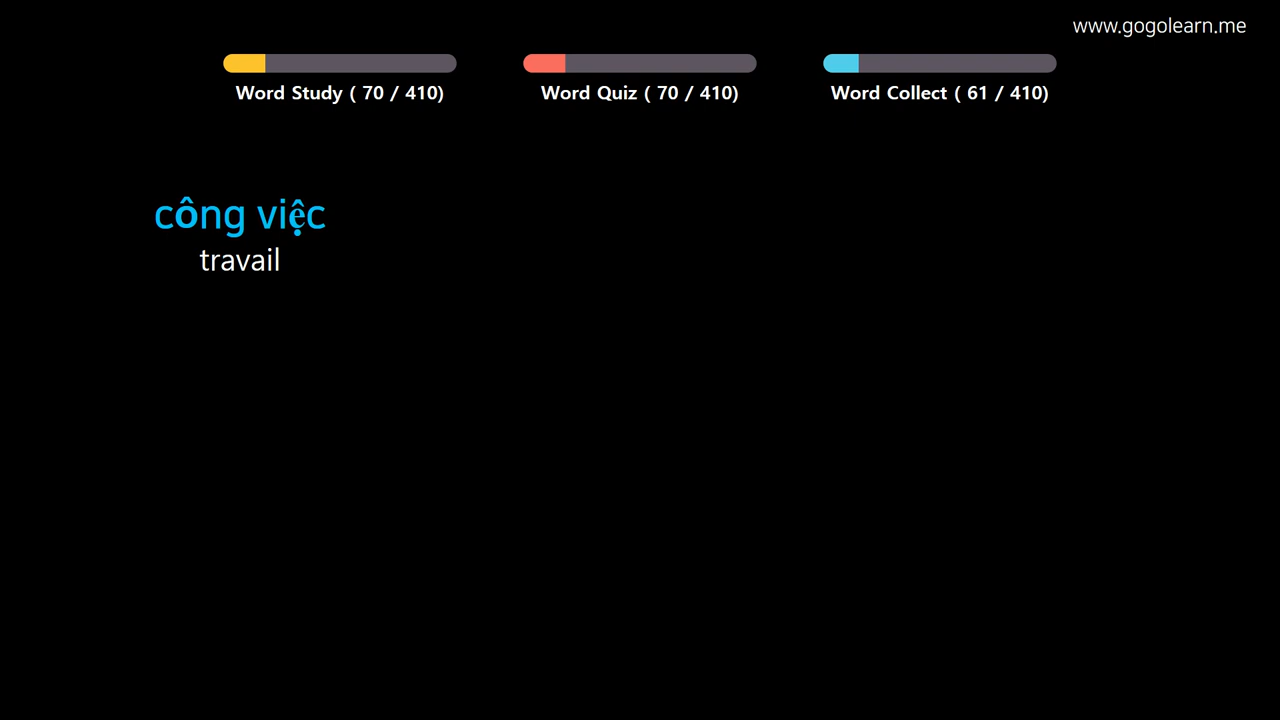 www.gogolearn.me
Word Study ( 70 / 410)
Word Quiz ( 70 / 410)
Word Collect ( 61 / 410)
công việc
travail